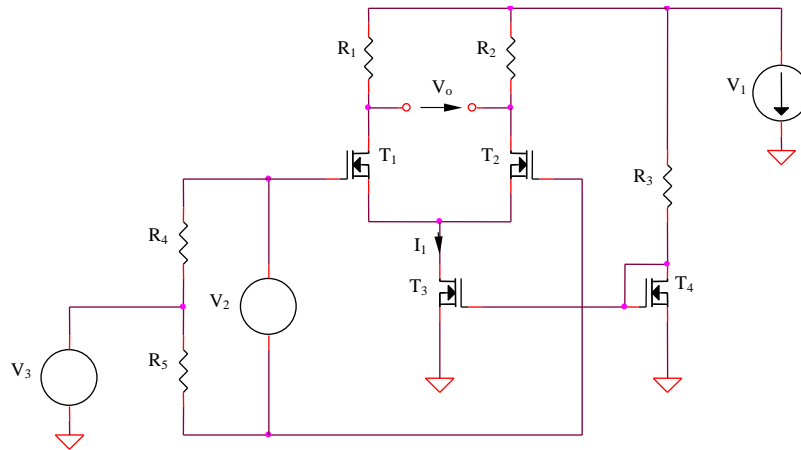 R₁
R₂
Vₒ
V₁
T₁
T₂
R₃
R₄
I₁
V₂
T₃
T₄
V₃
R₅